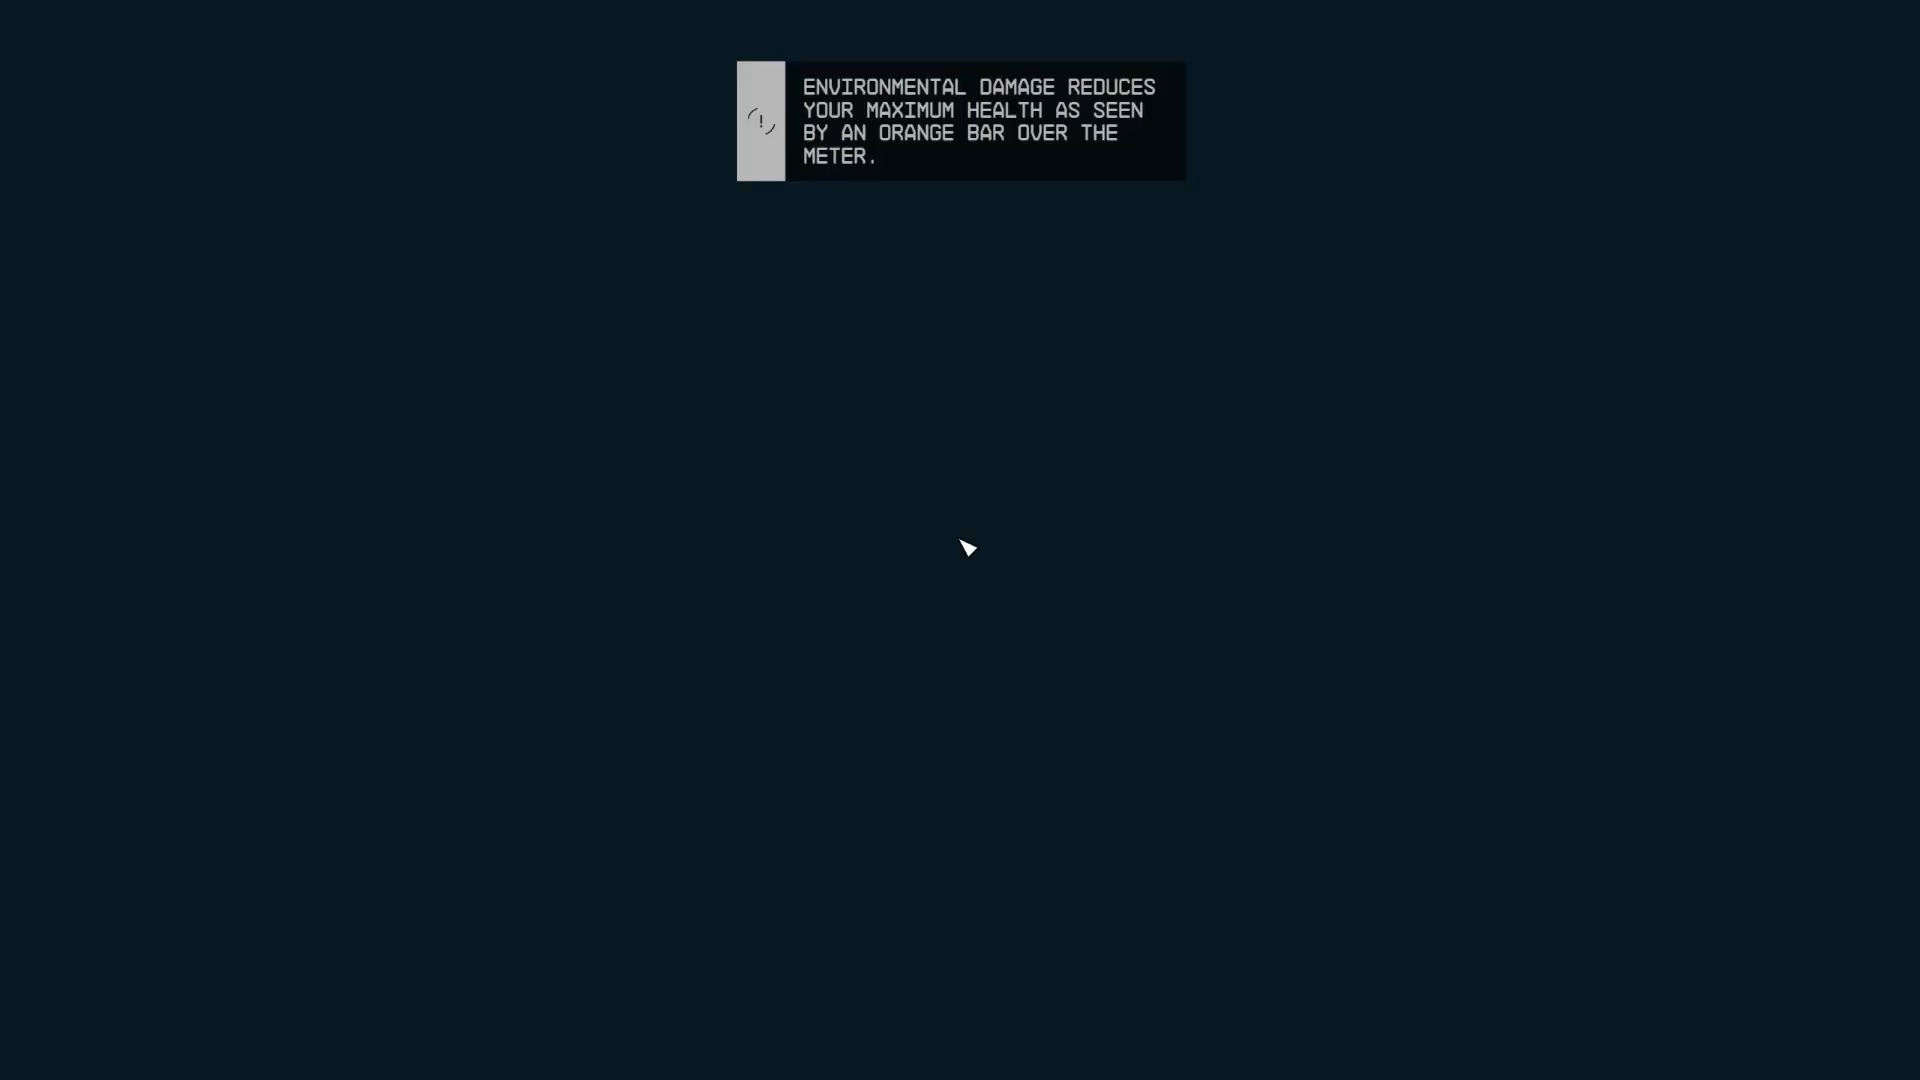 !
ENVIRONMENTAL DAMAGE REDUCES
YOUR MAXIMUM HEALTH AS SEEN
BY AN ORANGE BAR OVER THE
METER.